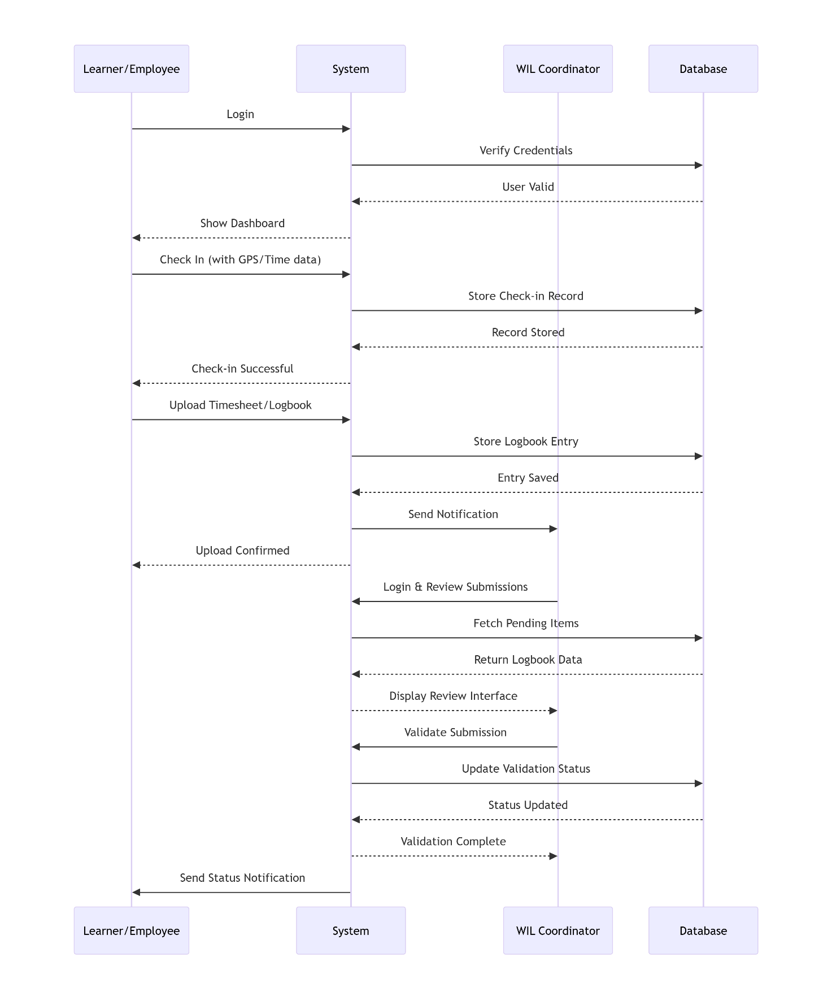 Learner/Employee
System
WIL Coordinator
Database
Login
Verify Credentials
User Valid
Show Dashboard
Check In (with GPS/Time data)
Store Check-in Record
Record Stored
Check-in Successful
Upload Timesheet/Logbook
Store Logbook Entry
Entry Saved
Send Notification
Upload Confirmed
Login & Review Submissions
Fetch Pending Items
Return Logbook Data
Display Review Interface
Validate Submission
Update Validation Status
Status Updated
Validation Complete
Send Status Notification
Learner/Employee
System
WIL Coordinator
Database